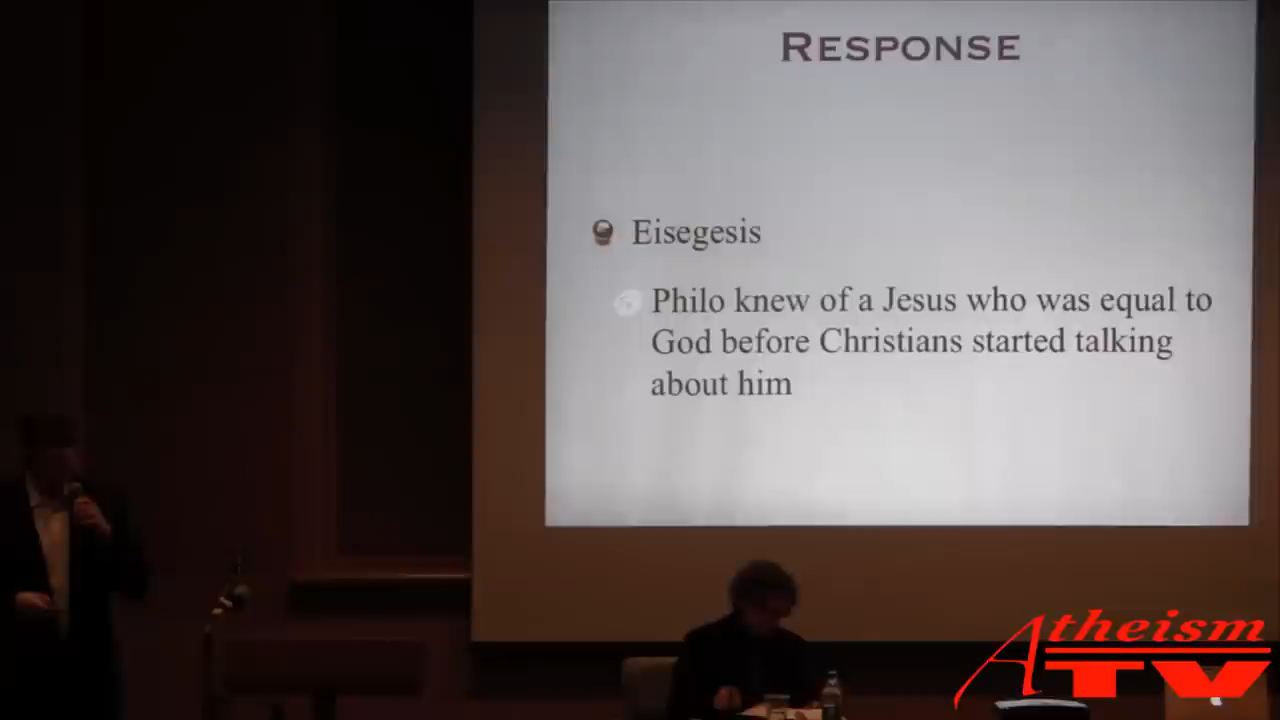 RESPONSE
Eisegesis
Philo knew of a Jesus who was equal to
God before Christians started talking
about him
Atheism
TV